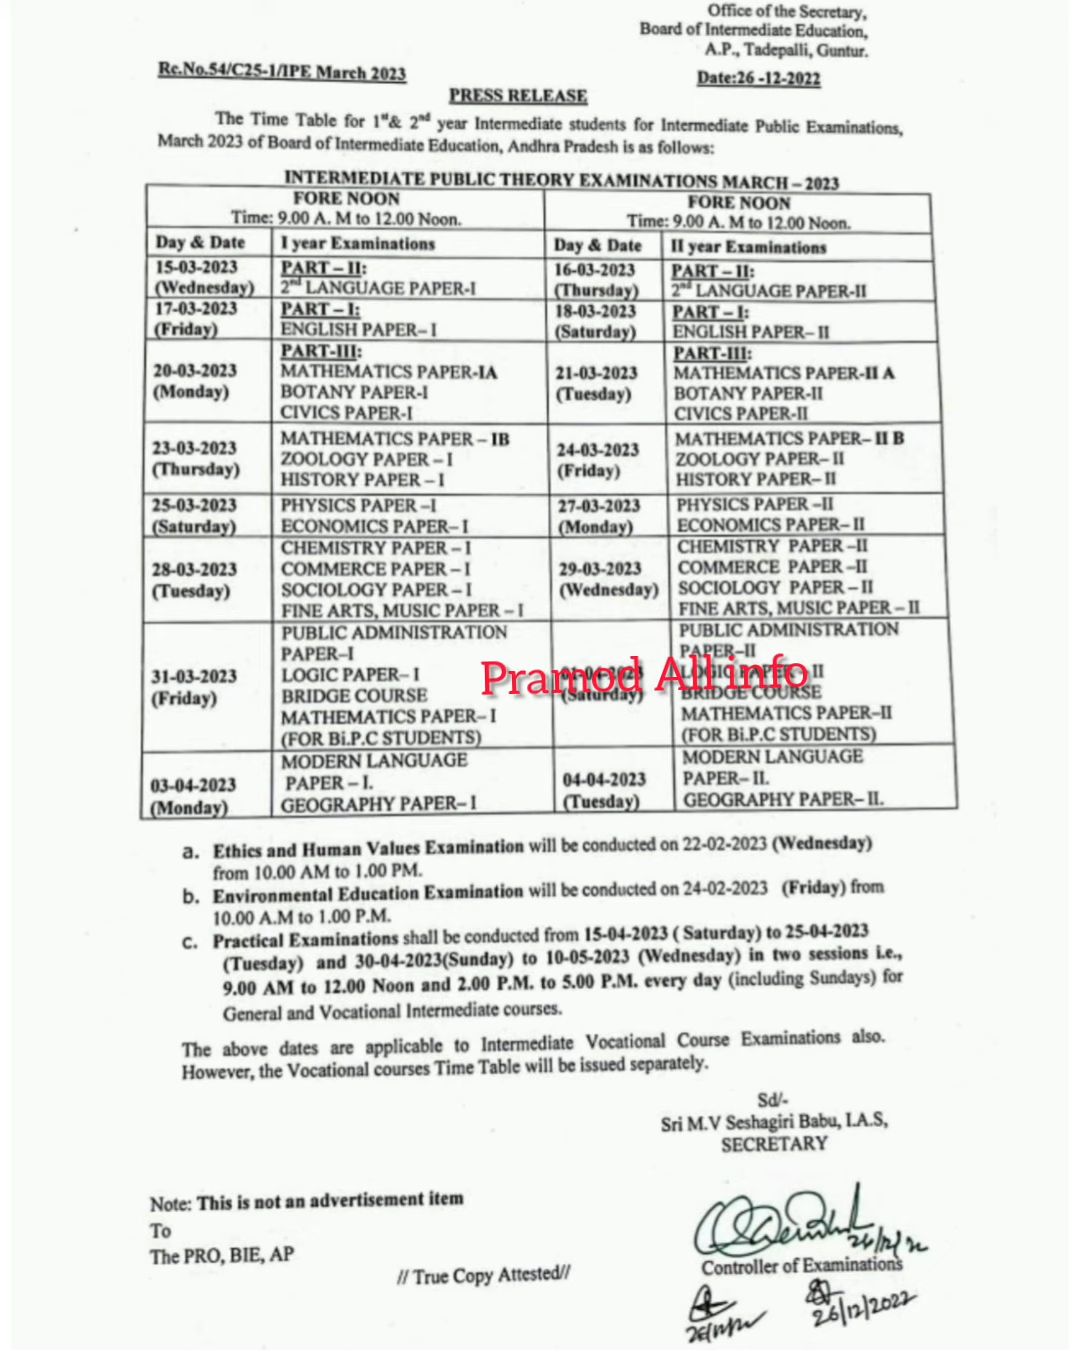 Office of the Secretary,
Board of Intermediate Education,
A.P., Tadepalli, Guntur.
Rc.No.54/C25-1/IPE March 2023
Date:26 -12-2022
PRESS RELEASE
The Time Table for 1st& 2nd year Intermediate students for Intermediate Public Examinations,
March 2023 of Board of Intermediate Education, Andhra Pradesh is as follows:
INTERMEDIATE PUBLIC THEORY EXAMINATIONS MARCH – 2023
FORE NOON
Time: 9.00 A. M to 12.00 Noon.
FORE NOON
Time: 9.00 A. M to 12.00 Noon.
Day & Date
I year Examinations
Day & Date
II year Examinations
15-03-2023
(Wednesday)
PART – II:
2nd LANGUAGE PAPER-I
16-03-2023
(Thursday)
PART – II:
2nd LANGUAGE PAPER-II
17-03-2023
(Friday)
PART – I:
ENGLISH PAPER– I
18-03-2023
(Saturday)
PART – I:
ENGLISH PAPER– II
20-03-2023
(Monday)
PART-III:
MATHEMATICS PAPER-IA
BOTANY PAPER-I
CIVICS PAPER-I
21-03-2023
(Tuesday)
PART-III:
MATHEMATICS PAPER-II A
BOTANY PAPER-II
CIVICS PAPER-II
23-03-2023
(Thursday)
MATHEMATICS PAPER – IB
ZOOLOGY PAPER – I
HISTORY PAPER – I
24-03-2023
(Friday)
MATHEMATICS PAPER– II B
ZOOLOGY PAPER– II
HISTORY PAPER– II
25-03-2023
(Saturday)
PHYSICS PAPER –I
ECONOMICS PAPER– I
27-03-2023
(Monday)
PHYSICS PAPER –II
ECONOMICS PAPER– II
28-03-2023
(Tuesday)
CHEMISTRY PAPER – I
COMMERCE PAPER – I
SOCIOLOGY PAPER – I
FINE ARTS, MUSIC PAPER – I
29-03-2023
(Wednesday)
CHEMISTRY PAPER –II
COMMERCE PAPER –II
SOCIOLOGY PAPER – II
FINE ARTS, MUSIC PAPER – II
31-03-2023
(Friday)
PUBLIC ADMINISTRATION
PAPER–I
LOGIC PAPER– I
BRIDGE COURSE
MATHEMATICS PAPER– I
(FOR Bi.P.C STUDENTS)
01-04-2023
(Saturday)
PUBLIC ADMINISTRATION
PAPER–II
LOGIC PAPER– II
BRIDGE COURSE
MATHEMATICS PAPER–II
(FOR Bi.P.C STUDENTS)
Pramod All info
03-04-2023
(Monday)
MODERN LANGUAGE
PAPER – I.
GEOGRAPHY PAPER– I
04-04-2023
(Tuesday)
MODERN LANGUAGE
PAPER– II.
GEOGRAPHY PAPER– II.
a. Ethics and Human Values Examination will be conducted on 22-02-2023 (Wednesday)
from 10.00 AM to 1.00 PM.
b. Environmental Education Examination will be conducted on 24-02-2023 (Friday) from
10.00 A.M to 1.00 P.M.
c. Practical Examinations shall be conducted from 15-04-2023 ( Saturday) to 25-04-2023
(Tuesday) and 30-04-2023(Sunday) to 10-05-2023 (Wednesday) in two sessions i.e.,
9.00 AM to 12.00 Noon and 2.00 P.M. to 5.00 P.M. every day (including Sundays) for
General and Vocational Intermediate courses.
The above dates are applicable to Intermediate Vocational Course Examinations also.
However, the Vocational courses Time Table will be issued separately.
Sd/-
Sri M.V Seshagiri Babu, I.A.S,
SECRETARY
Note: This is not an advertisement item
To
The PRO, BIE, AP
// True Copy Attested//
26/12/22
Controller of Examinations
26/12/2022